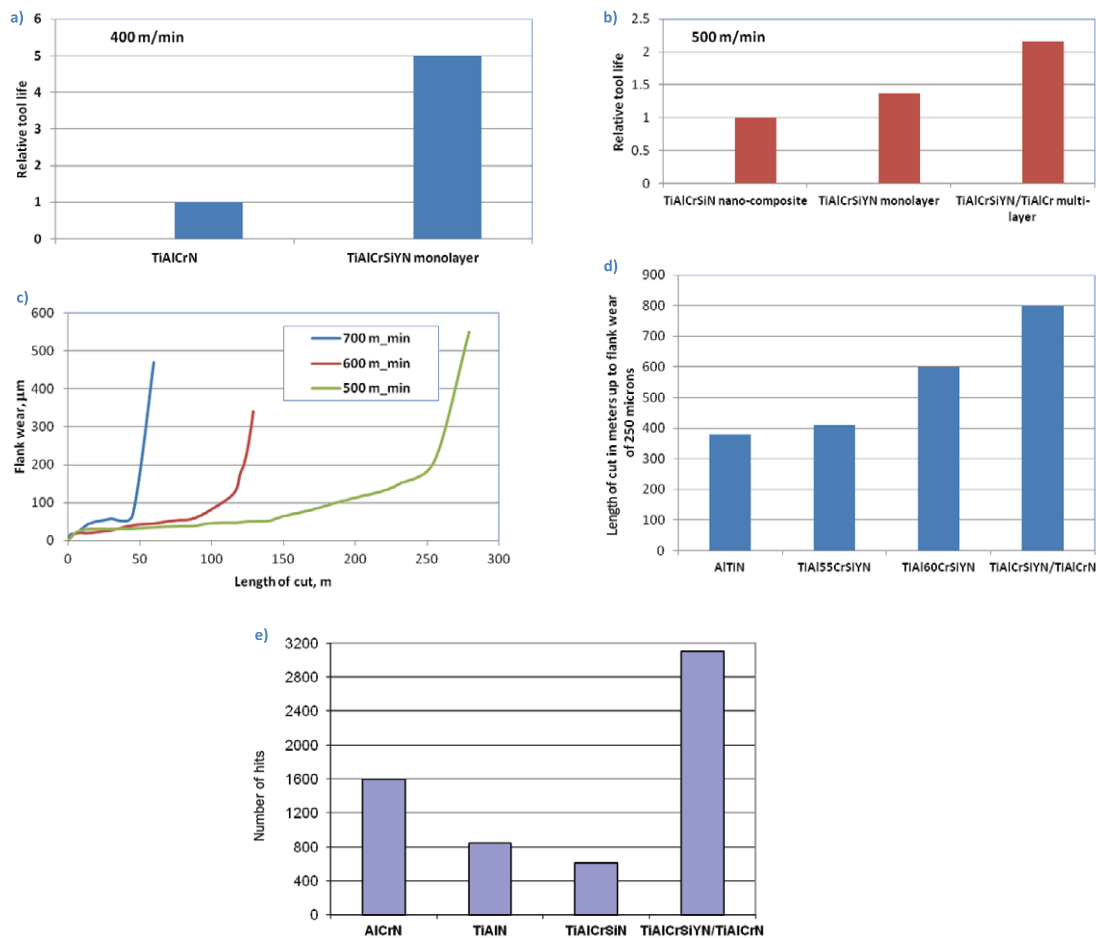 a)
400 m/min
Relative tool life
6
5
4
3
2
1
0
TiAlCrN
TiAlCrSiYN monolayer
b)
500 m/min
Relative tool life
2.5
2
1.5
1
0.5
0
TiAlCrSiN nano-composite
TiAlCrSiYN monolayer
TiAlCrSiYN/TiAlCr multi-
layer
c)
Flank wear, µm
600
500
400
300
200
100
0
700 m_min
600 m_min
500 m_min
0 50 100 150 200 250 300
Length of cut, m
d)
Length of cut in meters up to flank wear
of 250 microns
900
800
700
600
500
400
300
200
100
0
AlTiN
TiAl55CrSiYN
TiAl60CrSiYN
TiAlCrSiYN/TiAlCrN
e)
Number of hits
3200
2800
2400
2000
1600
1200
800
400
0
AlCrN
TiAlN
TiAlCrSiN
TiAlCrSiYN/TiAlCrN